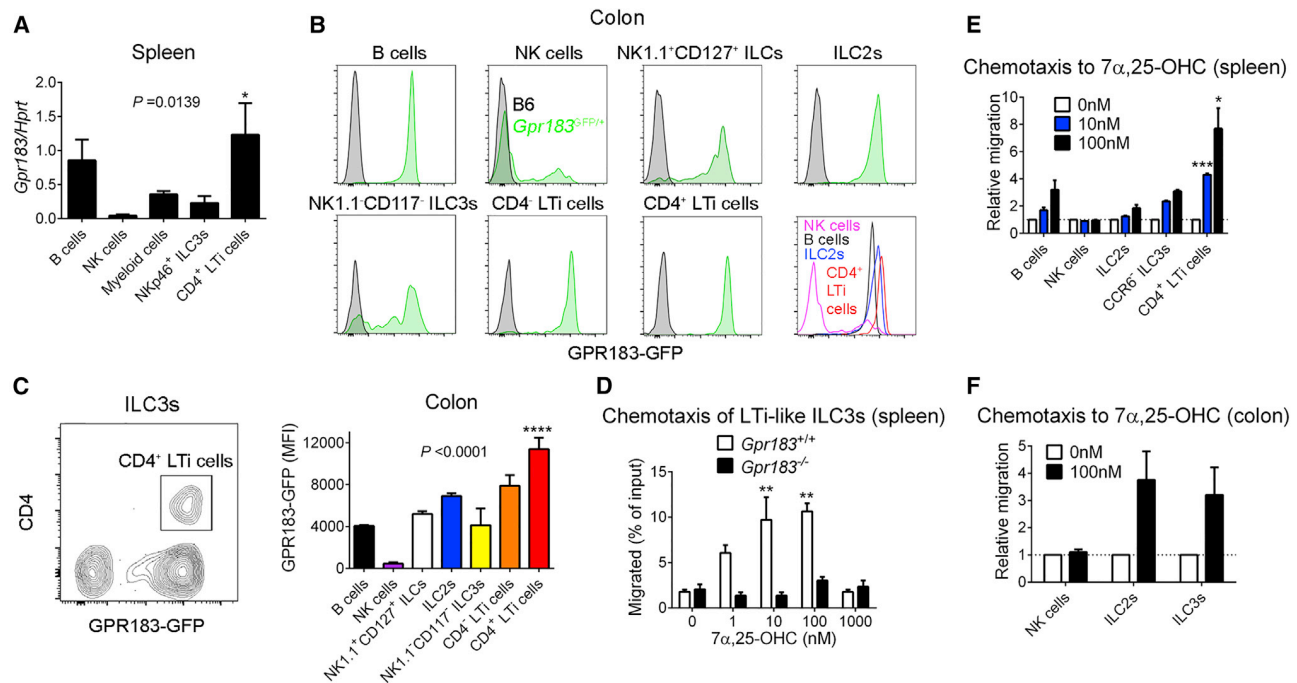 A
Spleen
Gpr183/Hprt
2.0
1.5
1.0
0.5
0.0
P =0.0139
*
B cells
NK cells
Myeloid cells
NKp46⁺ ILC3s
CD4⁺ LTi cells
B
Colon
B cells
NK cells
NK1.1⁺CD127⁺ ILCs
ILC2s
B6
Gpr183ᴳᶠᴾ/⁺
NK1.1⁻CD117⁻ ILC3s
CD4⁻ LTi cells
CD4⁺ LTi cells
NK cells
B cells
ILC2s
CD4⁺
LTi
cells
GPR183-GFP
C
ILC3s
CD4⁺ LTi cells
CD4
GPR183-GFP
Colon
GPR183-GFP (MFI)
12000
8000
4000
0
P <0.0001
****
B cells
NK cells
NK1.1⁺CD127⁺ ILCs
ILC2s
NK1.1⁻CD117⁻ ILC3s
CD4⁻ LTi cells
CD4⁺ LTi cells
D
Chemotaxis of LTi-like ILC3s (spleen)
Gpr183⁺/⁺
Gpr183⁻/⁻
Migrated (% of input)
15
10
5
0
** **
0 1 10 100 1000
7α,25-OHC (nM)
E
Chemotaxis to 7α,25-OHC (spleen)
Relative migration
10
8
6
4
2
0
0nM
10nM
100nM
*
***
B cells
NK cells
ILC2s
CCR6⁻ ILC3s
CD4⁺ LTi cells
F
Chemotaxis to 7α,25-OHC (colon)
Relative migration
5
4
3
2
1
0
0nM
100nM
NK cells
ILC2s
ILC3s